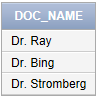 DOC_NAME
Dr. Ray
Dr. Bing
Dr. Stromberg